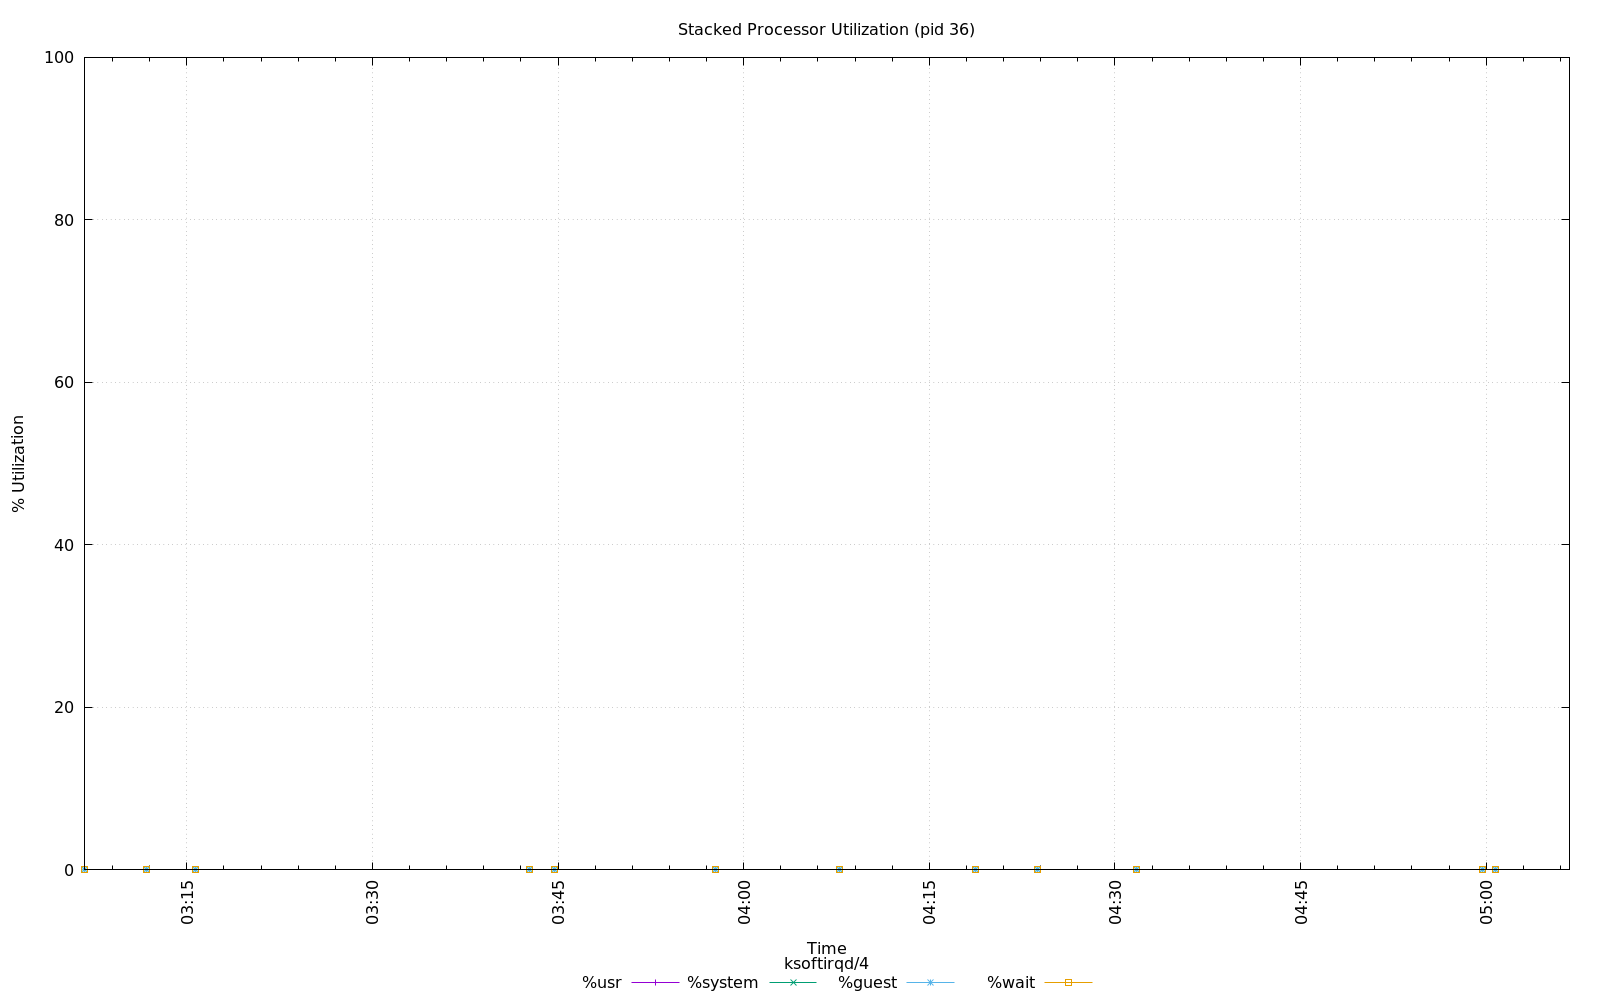 Stacked Processor Utilization (pid 36)
100
80
60
40
20
0
% Utilization
03:15
03:30
03:45
04:00
04:15
04:30
04:45
05:00
Time
ksoftirqd/4
%usr %system %guest %wait